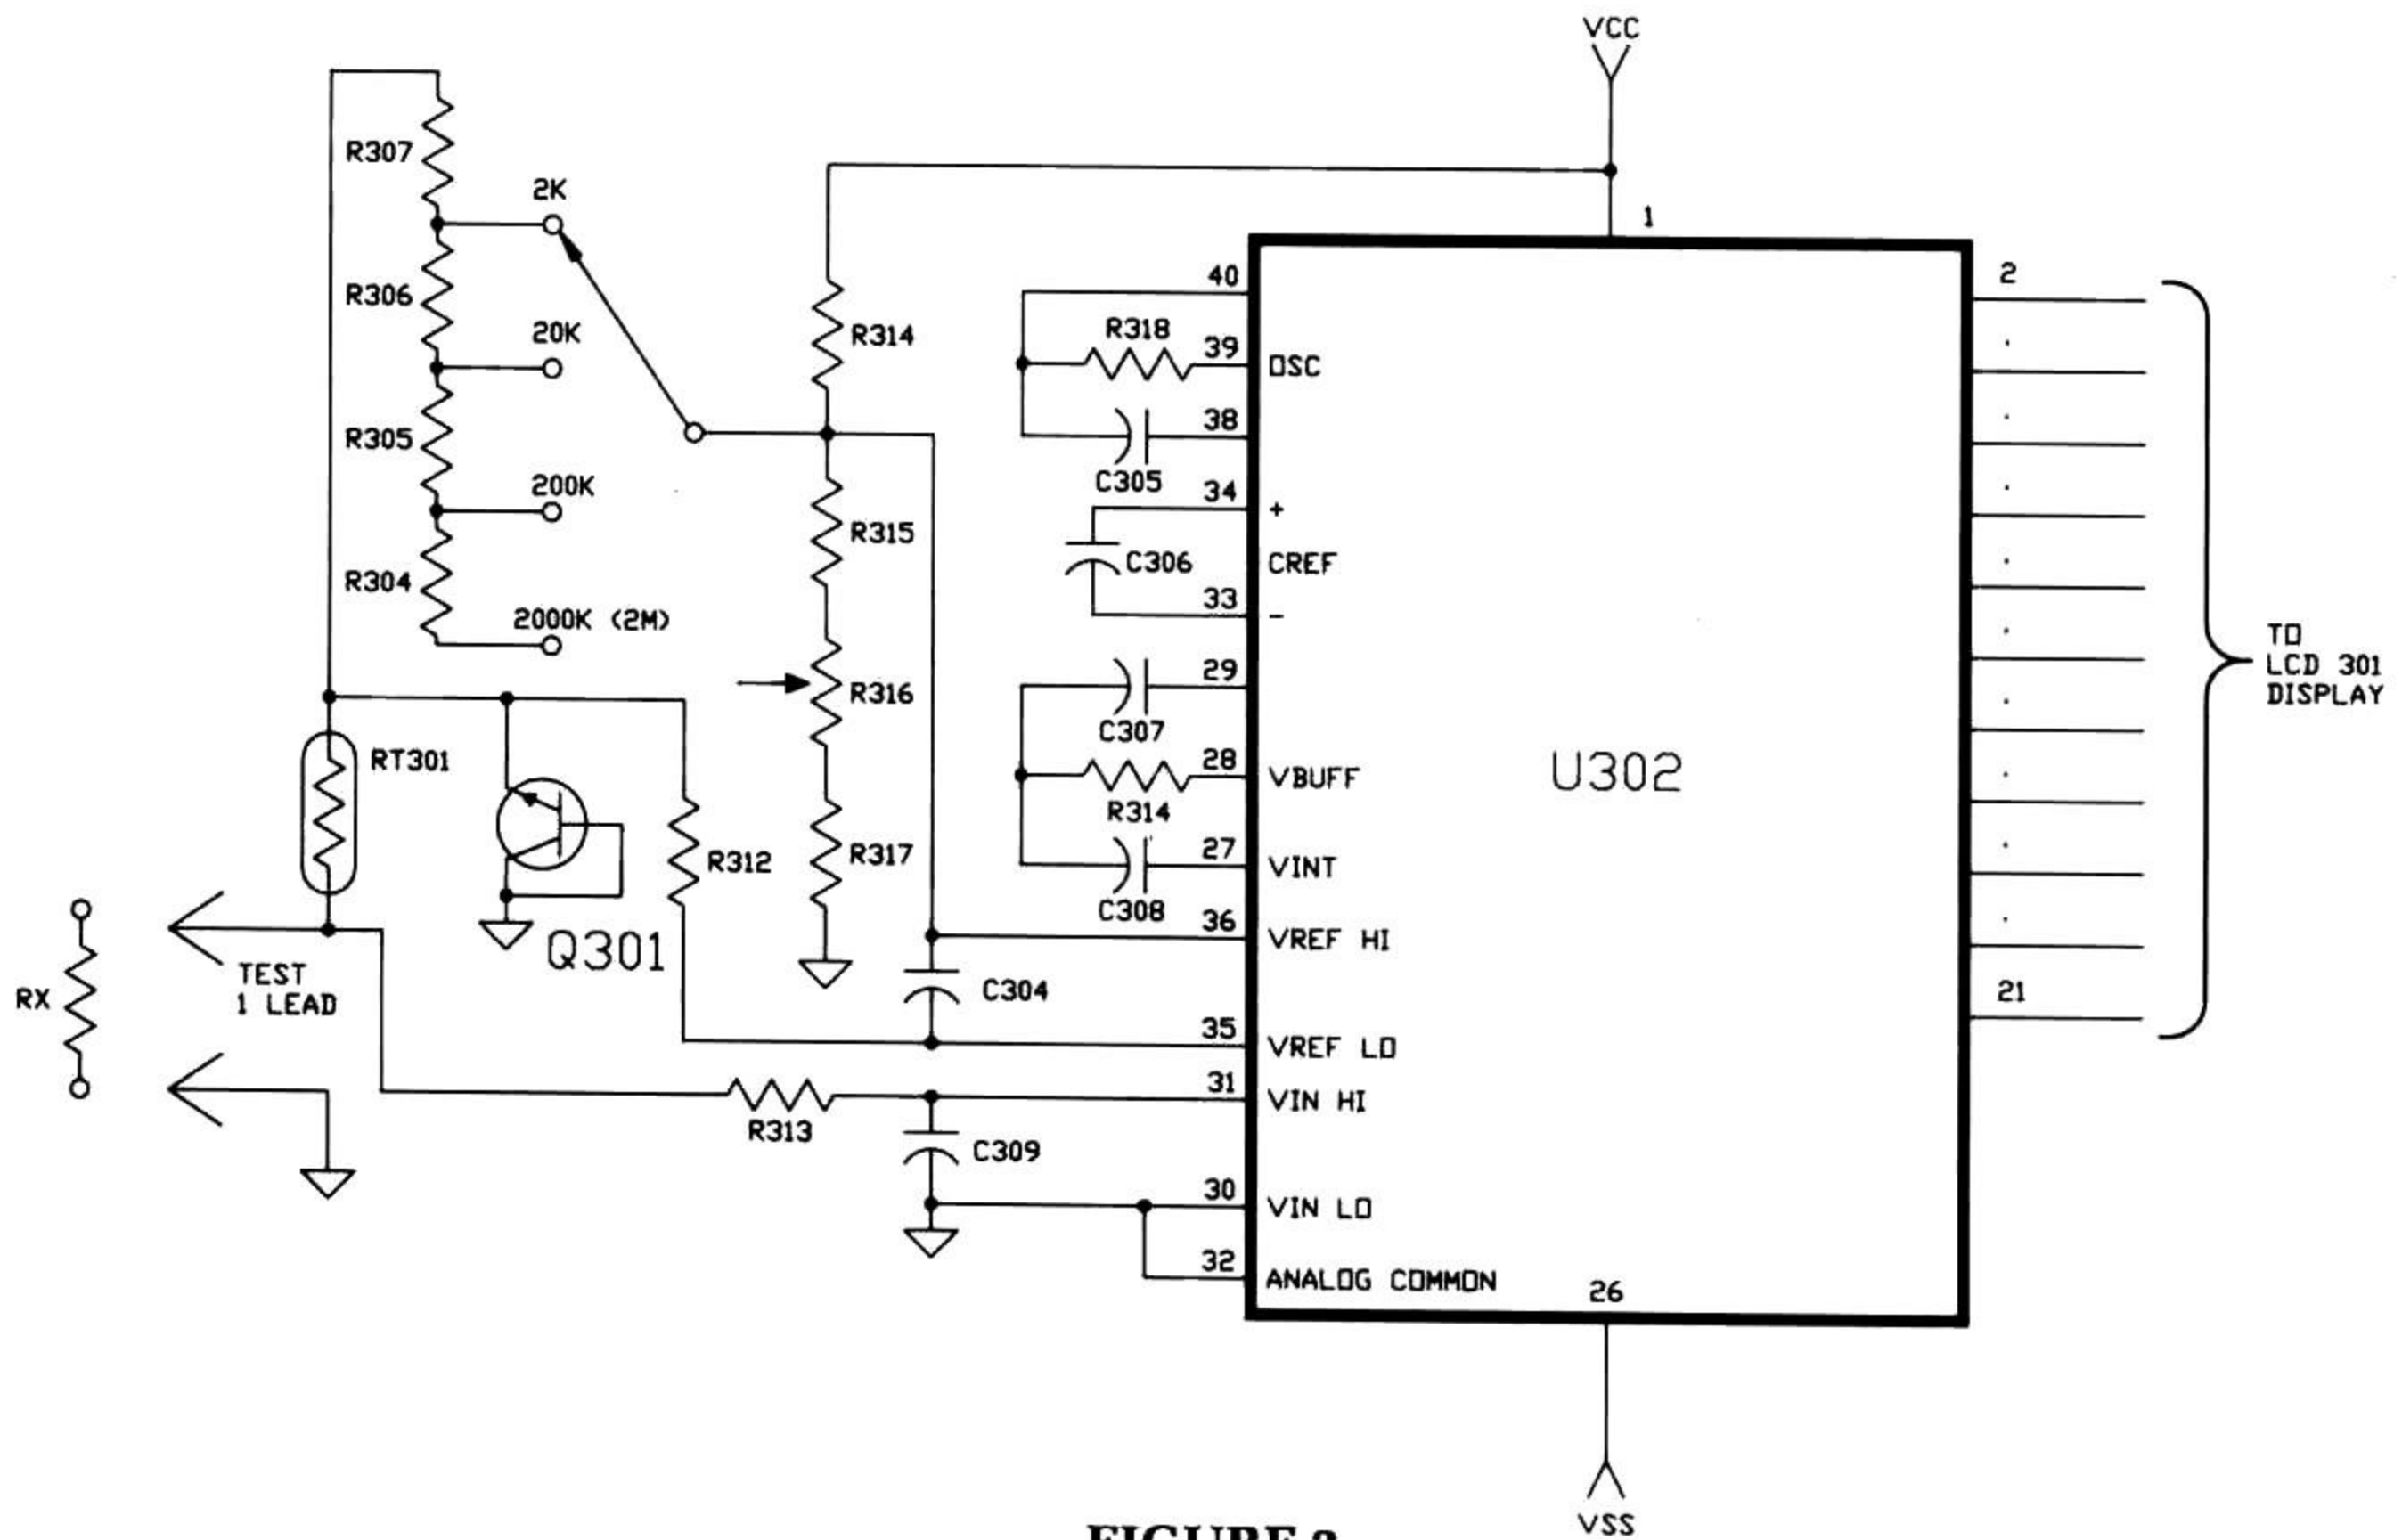 VCC
R307
2K
1
R306
20K
R305
200K
R304
2000K (2M)
R314
R315
R316
R317
40
R318
39
OSC
38
C305
34
+
C306
CREF
33
-
29
C307
28
VBUFF
R314
27
VINT
C308
36
VREF HI
C304
35
VREF LO
31
VIN HI
R313
C309
30
VIN LO
32
ANALOG COMMON
26
VSS
U302
2
21
TO
LCD 301
DISPLAY
RT301
R312
Q301
TEST
1 LEAD
RX